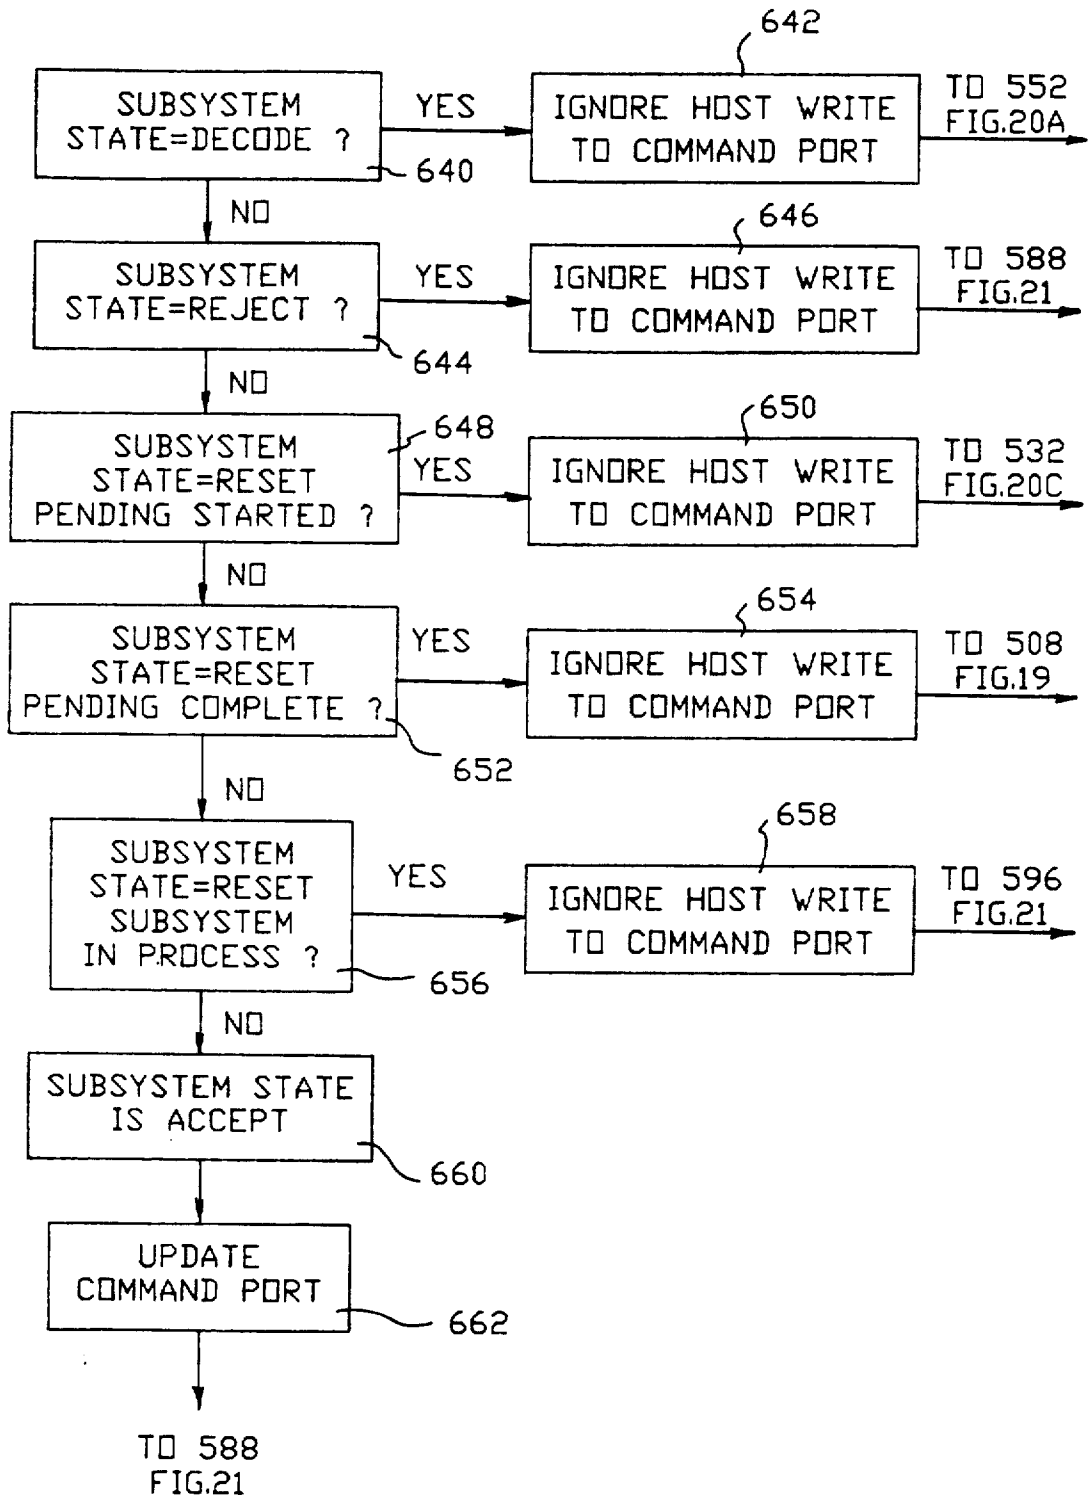 642
SUBSYSTEM
STATE=DECODE ?
640
YES
IGNORE HOST WRITE
TO COMMAND PORT
TO 552
FIG.20A
NO
646
SUBSYSTEM
STATE=REJECT ?
644
YES
IGNORE HOST WRITE
TO COMMAND PORT
TO 588
FIG.21
NO
648
650
SUBSYSTEM
STATE=RESET
PENDING STARTED ?
YES
IGNORE HOST WRITE
TO COMMAND PORT
TO 532
FIG.20C
NO
654
SUBSYSTEM
STATE=RESET
PENDING COMPLETE ?
652
YES
IGNORE HOST WRITE
TO COMMAND PORT
TO 508
FIG.19
NO
658
SUBSYSTEM
STATE=RESET
SUBSYSTEM
IN PROCESS ?
656
YES
IGNORE HOST WRITE
TO COMMAND PORT
TO 596
FIG.21
NO
SUBSYSTEM STATE
IS ACCEPT
660
UPDATE
COMMAND PORT
662
TO 588
FIG.21